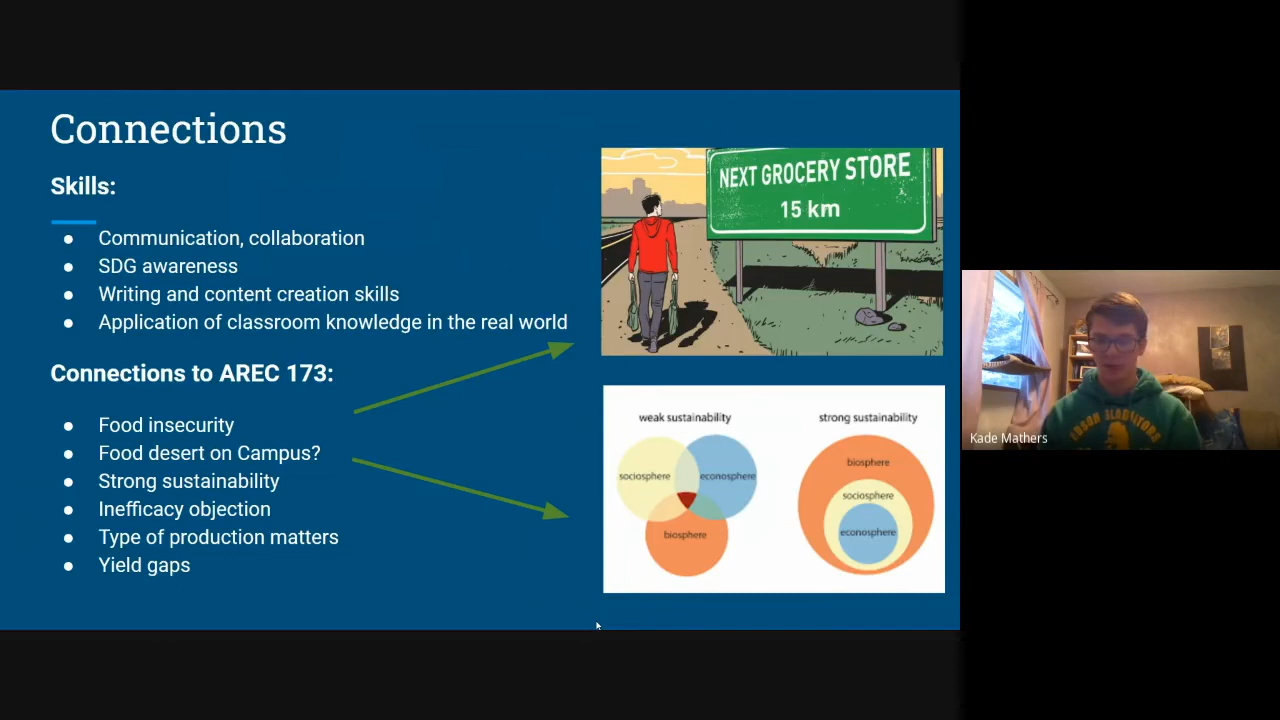 Connections
Skills:
● Communication, collaboration
● SDG awareness
● Writing and content creation skills
● Application of classroom knowledge in the real world
Connections to AREC 173:
● Food insecurity
● Food desert on Campus?
● Strong sustainability
● Inefficacy objection
● Type of production matters
● Yield gaps
NEXT GROCERY STORE
15 km
weak sustainability
sociosphere
econosphere
biosphere
strong sustainability
biosphere
sociosphere
econosphere
Kade Mathers
GLADIATORS